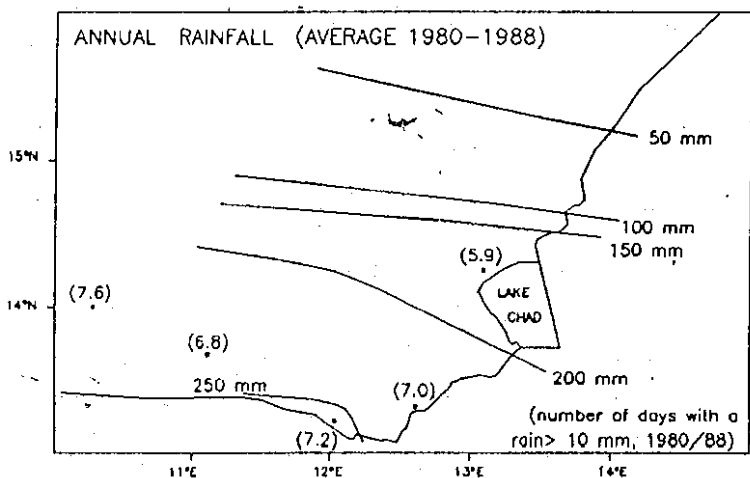 ANNUAL RAINFALL (AVERAGE 1980-1988)
50 mm
15°N
100 mm
150 mm
(5.9)
LAKE
CHAD
(7.6)
14°N
(6.8)
200 mm
250 mm
(7.0)
(number of days with a
rain> 10 mm, 1980/88)
(7.2)
11°E
12°E
13°E
14°E